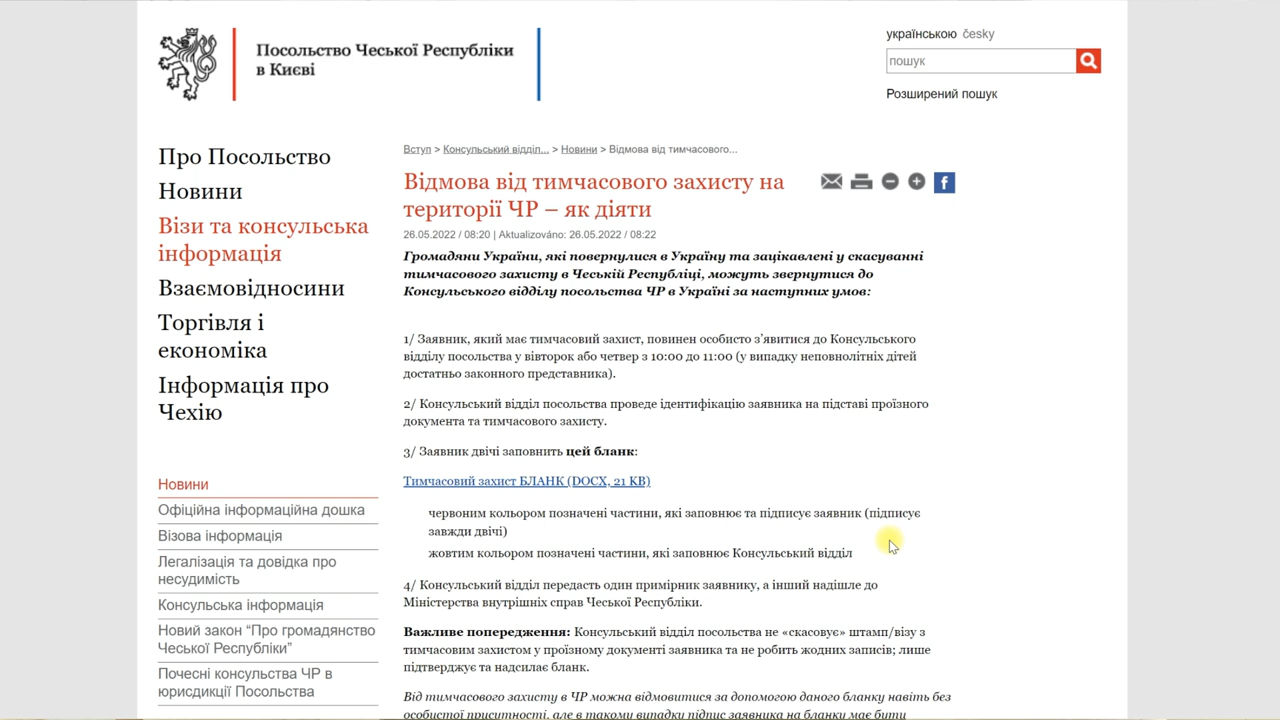 Посольство Чеської Республіки
в Києві
українською česky
пошук
Розширений пошук
Про Посольство
Новини
Візи та консульська
інформація
Взаємовідносини
Торгівля і
економіка
Інформація про
Чехію
Новини
Офіційна інформаційна дошка
Візова інформація
Легалізація та довідка про
несудимість
Консульська інформація
Новий закон “Про громадянство
Чеської Республіки”
Почесні консульства ЧР в
юрисдикції Посольства
Вступ > Консульський відділ... > Новини > Відмова від тимчасового...
Відмова від тимчасового захисту на
території ЧР – як діяти
26.05.2022 / 08:20 | Aktualizováno: 26.05.2022 / 08:22
Громадяни України, які повернулися в Україну та зацікавлені у скасуванні
тимчасового захисту в Чеській Республіці, можуть звернутися до
Консульського відділу посольства ЧР в Україні за наступних умов:
1/ Заявник, який має тимчасовий захист, повинен особисто з’явитися до Консульського
відділу посольства у вівторок або четвер з 10:00 до 11:00 (у випадку неповнолітніх дітей
достатньо законного представника).
2/ Консульський відділ посольства проведе ідентифікацію заявника на підставі проїзного
документа та тимчасового захисту.
3/ Заявник двічі заповнить цей бланк:
Тимчасовий захист БЛАНК (DOCX, 21 KB)
червоним кольором позначені частини, які заповнює та підписує заявник (підписує
завжди двічі)
жовтим кольором позначені частини, які заповнює Консульський відділ
4/ Консульський відділ передасть один примірник заявнику, а інший надішле до
Міністерства внутрішніх справ Чеської Республіки.
Важливе попередження: Консульський відділ посольства не «скасовує» штамп/візу з
тимчасовим захистом у проїзному документі заявника та не робить жодних записів; лише
підтверджує та надсилає бланк.
Від тимчасового захисту в ЧР можна відмовитися за допомогою даного бланку навіть без
особистої присутності, але в такому випадку підпис заявника на бланку має бути